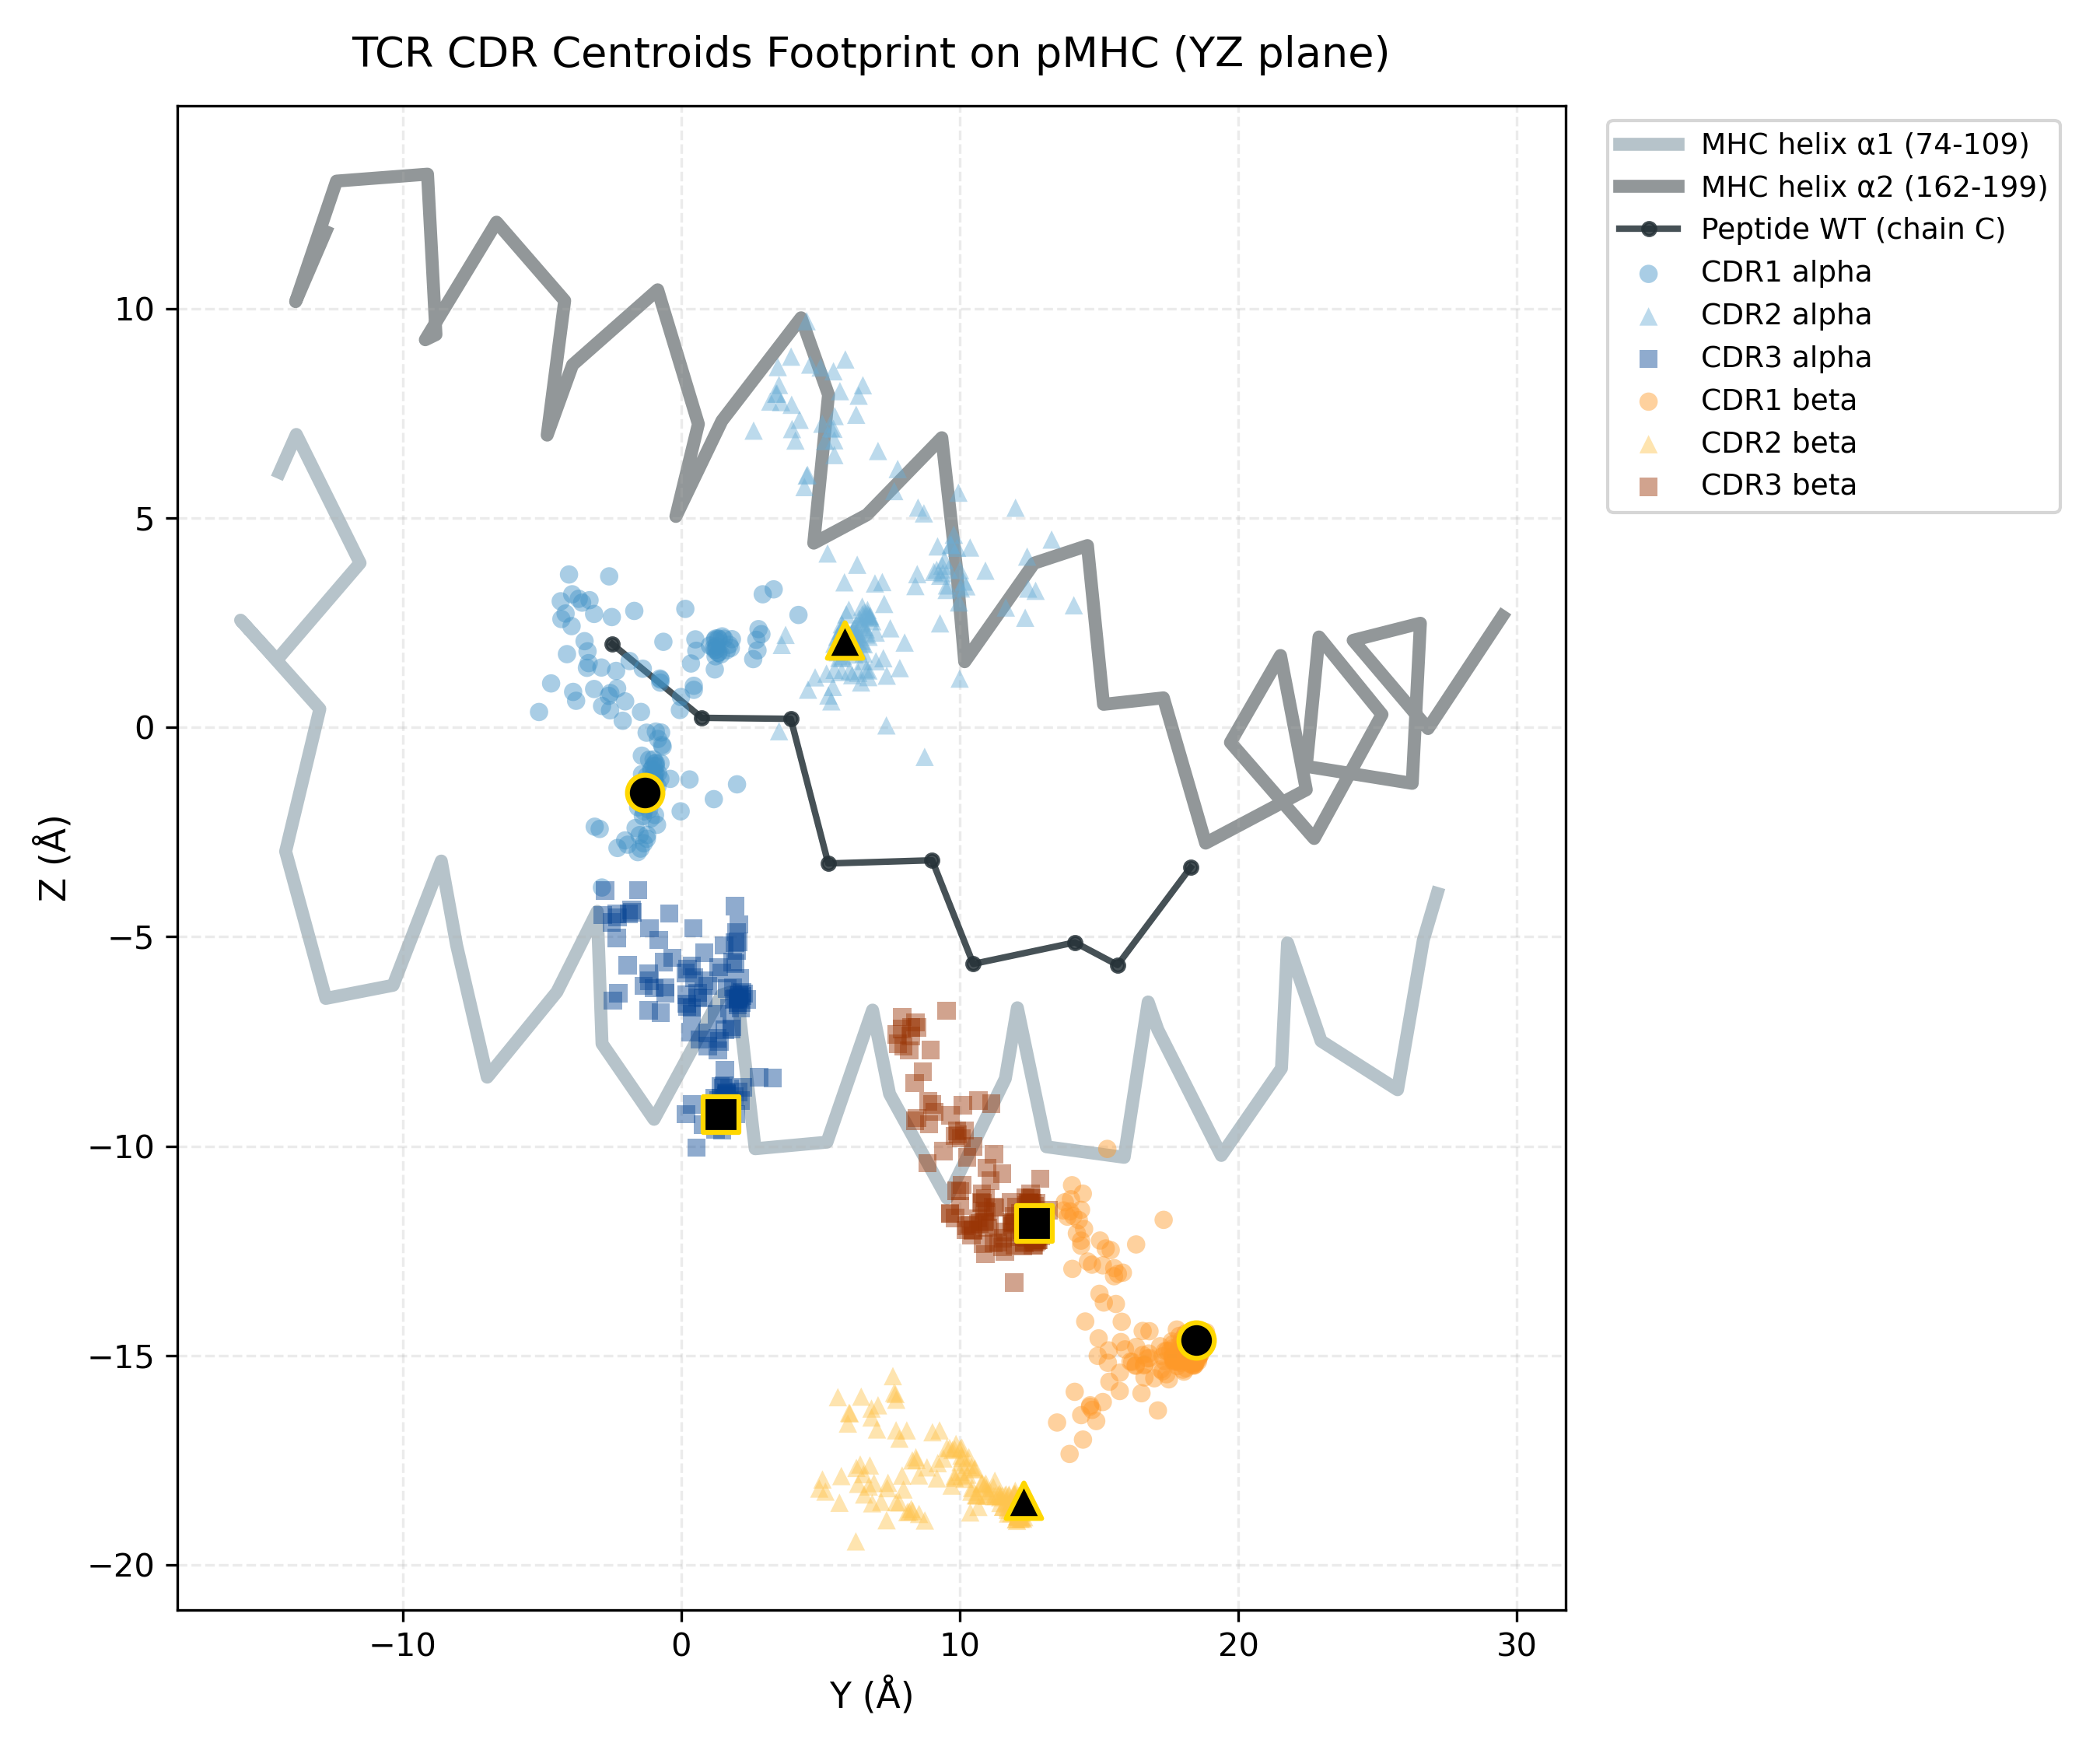 TCR CDR Centroids Footprint on pMHC (YZ plane)
MHC helix α1 (74-109)
MHC helix α2 (162-199)
Peptide WT (chain C)
CDR1 alpha
CDR2 alpha
CDR3 alpha
CDR1 beta
CDR2 beta
CDR3 beta
10
5
0
−5
−10
−15
−20
Z (Å)
−10
0
10
20
30
Y (Å)